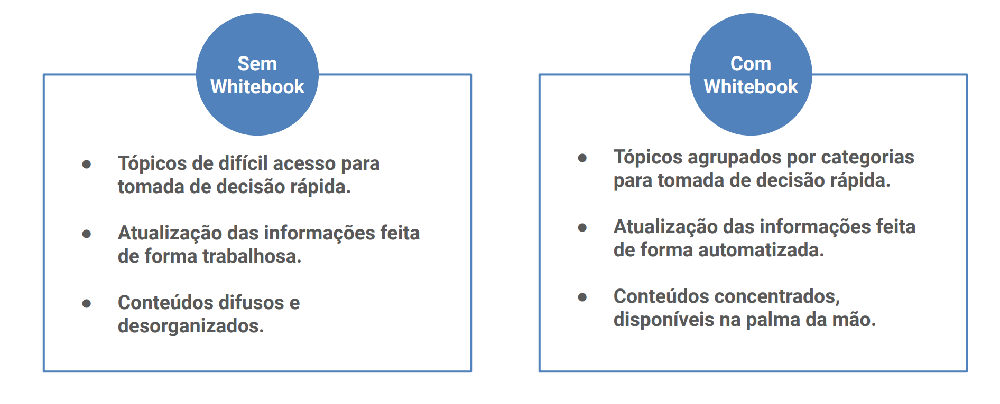 Sem
Whitebook
● Tópicos de difícil acesso para
tomada de decisão rápida.
● Atualização das informações feita
de forma trabalhosa.
● Conteúdos difusos e
desorganizados.
Com
Whitebook
● Tópicos agrupados por categorias
para tomada de decisão rápida.
● Atualização das informações feita
de forma automatizada.
● Conteúdos concentrados,
disponíveis na palma da mão.